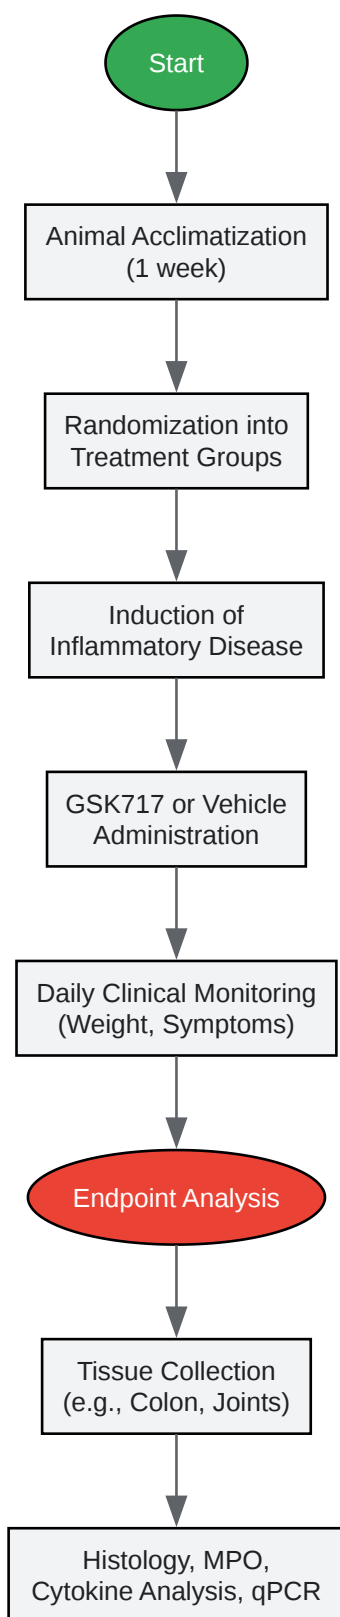 Start
Animal Acclimatization
(1 week)
Randomization into
Treatment Groups
Induction of
Inflammatory Disease
GSK717 or Vehicle
Administration
Daily Clinical Monitoring
(Weight, Symptoms)
Endpoint Analysis
Tissue Collection
(e.g., Colon, Joints)
Histology, MPO,
Cytokine Analysis, qPCR